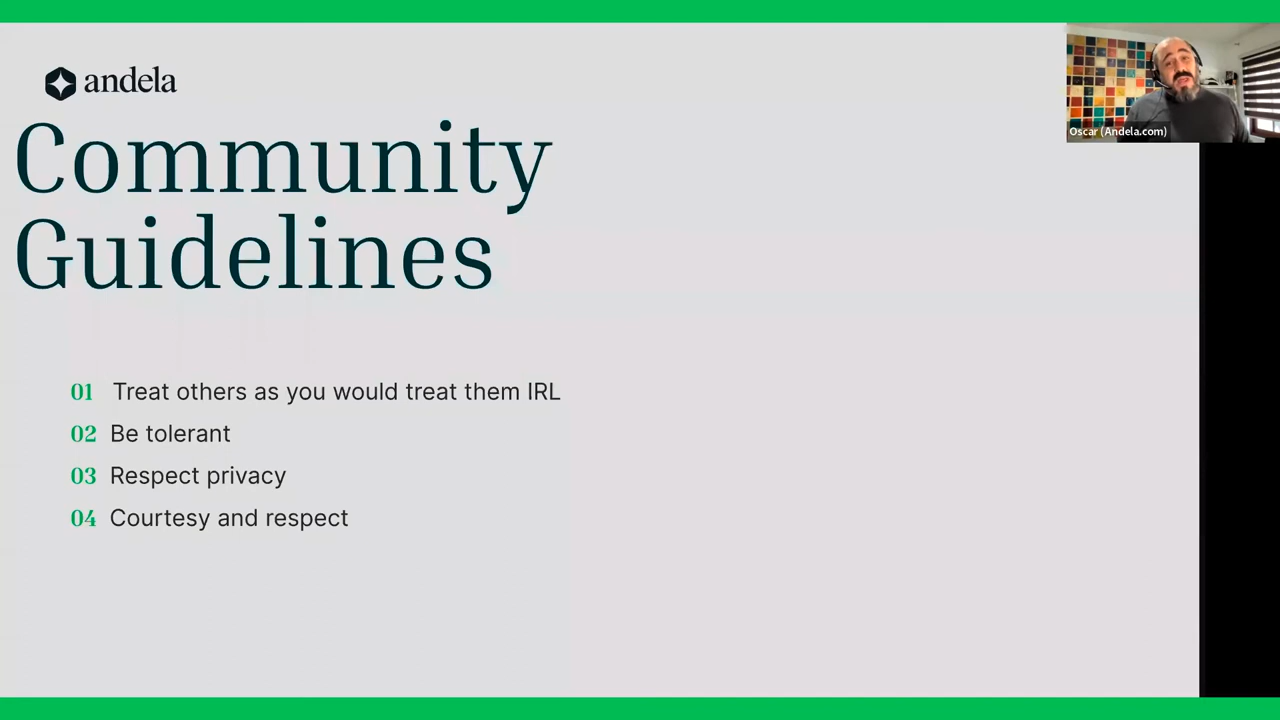 andela
Community
Guidelines
01 Treat others as you would treat them IRL
02 Be tolerant
03 Respect privacy
04 Courtesy and respect
Oscar (Andela.com)